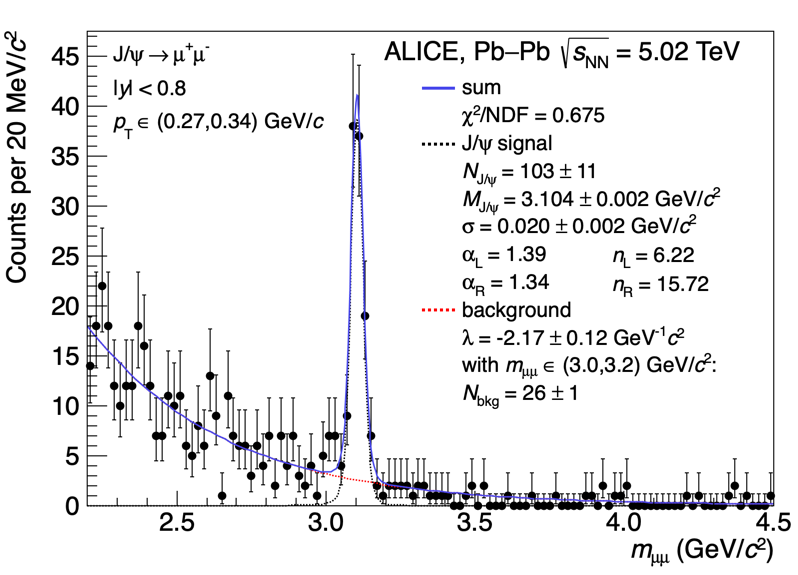 Counts per 20 MeV/c²
45
40
35
30
25
20
15
10
5
0
J/ψ → μ⁺μ⁻
|y| < 0.8
p_T ∈ (0.27,0.34) GeV/c
ALICE, Pb–Pb √s_NN = 5.02 TeV
sum
χ²/NDF = 0.675
J/ψ signal
N_J/ψ = 103 ± 11
M_J/ψ = 3.104 ± 0.002 GeV/c²
σ = 0.020 ± 0.002 GeV/c²
α_L = 1.39 n_L = 6.22
α_R = 1.34 n_R = 15.72
background
λ = -2.17 ± 0.12 GeV⁻¹c²
with m_μμ ∈ (3.0,3.2) GeV/c²:
N_bkg = 26 ± 1
2.5 3.0 3.5 4.0 4.5
m_μμ (GeV/c²)